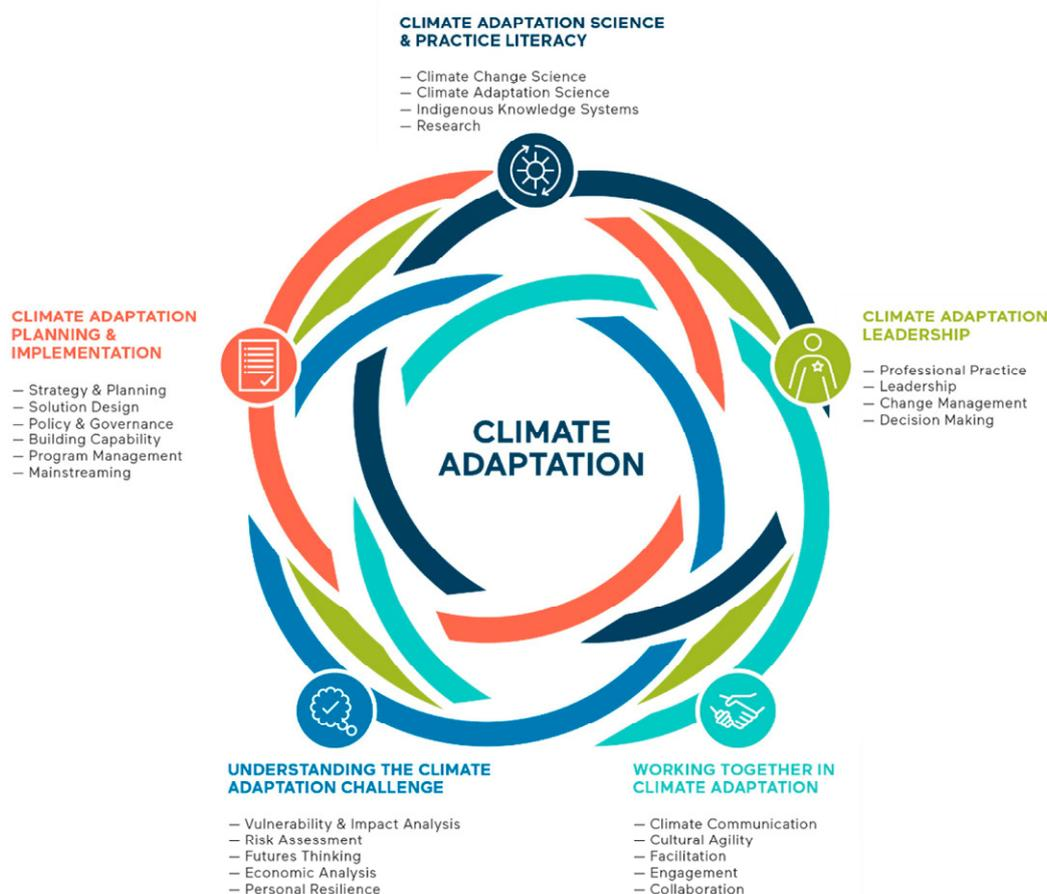 CLIMATE ADAPTATION SCIENCE
& PRACTICE LITERACY
— Climate Change Science
— Climate Adaptation Science
— Indigenous Knowledge Systems
— Research
CLIMATE ADAPTATION
PLANNING &
IMPLEMENTATION
— Strategy & Planning
— Solution Design
— Policy & Governance
— Building Capability
— Program Management
— Mainstreaming
CLIMATE ADAPTATION
LEADERSHIP
— Professional Practice
— Leadership
— Change Management
— Decision Making
CLIMATE
ADAPTATION
UNDERSTANDING THE CLIMATE
ADAPTATION CHALLENGE
— Vulnerability & Impact Analysis
— Risk Assessment
— Futures Thinking
— Economic Analysis
— Personal Resilience
WORKING TOGETHER IN
CLIMATE ADAPTATION
— Climate Communication
— Cultural Agility
— Facilitation
— Engagement
— Collaboration